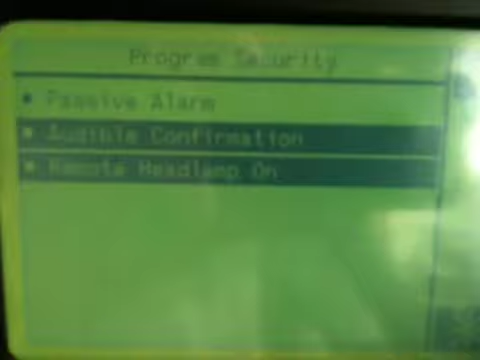 Program Security
Passive Alarm
Audible Confirmation
Remote Headlamp On